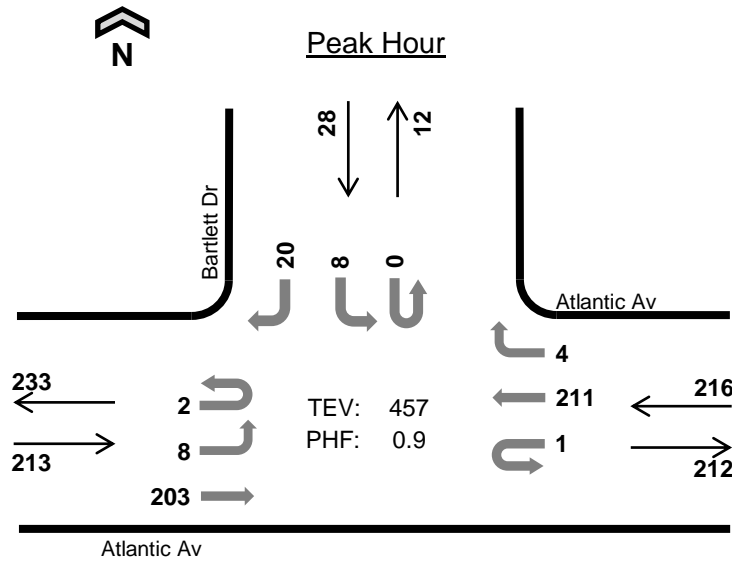 N
Peak Hour
28
12
Bartlett Dr
20
8
0
Atlantic Av
4
233
2
TEV: 457
211
216
213
8
PHF: 0.9
1
212
203
Atlantic Av